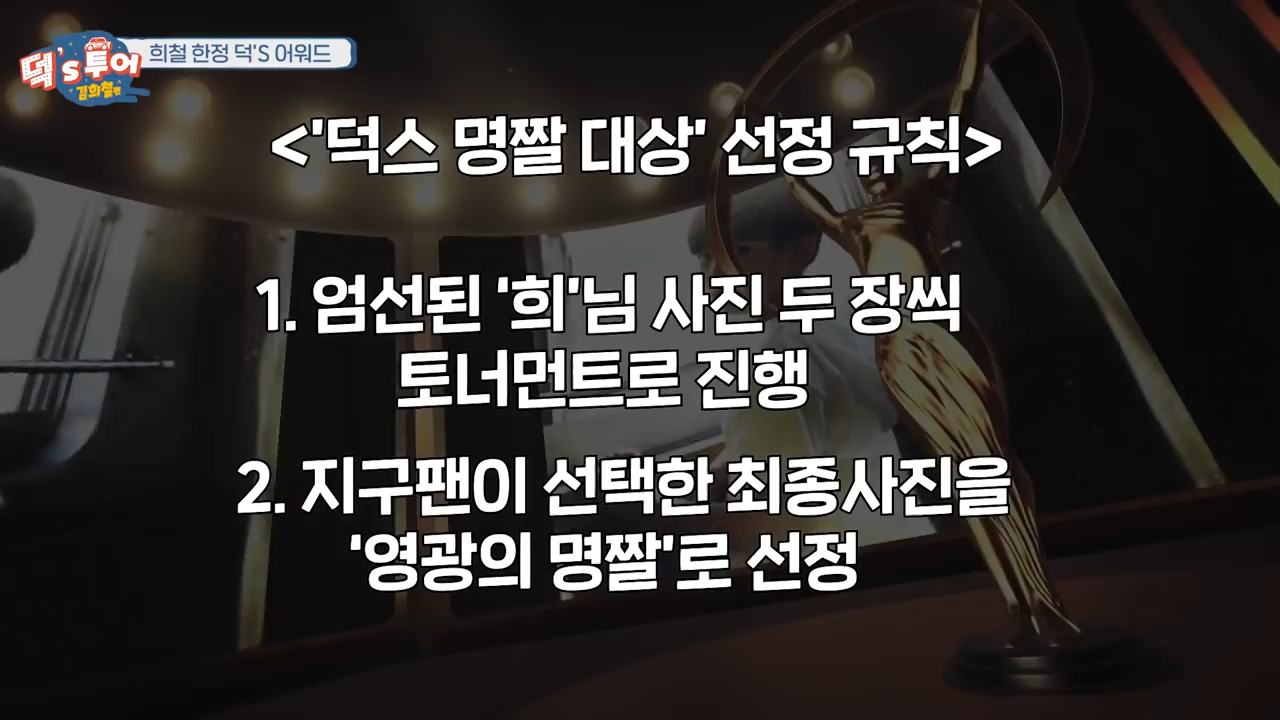 덕's 투어
김희철편
희철 한정 덕'S 어워드
<'덕스 명짤 대상' 선정 규칙>
1. 엄선된 '희'님 사진 두 장씩
토너먼트로 진행
2. 지구팬이 선택한 최종사진을
'영광의 명짤'로 선정